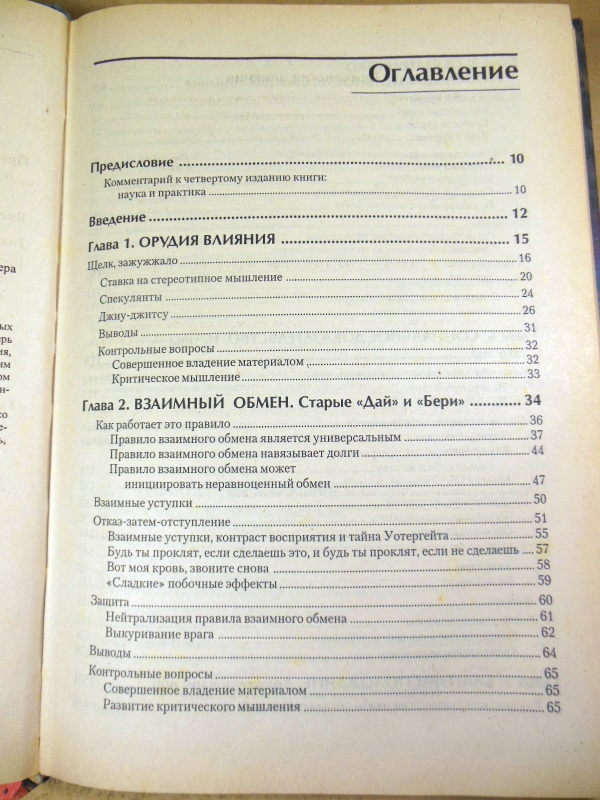 Оглавление
Предисловие 10
Комментарий к четвертому изданию книги:
наука и практика 10
Введение 12
Глава 1. ОРУДИЯ ВЛИЯНИЯ 15
Щелк, зажужжало 16
Ставка на стереотипное мышление 20
Спекулянты 24
Джиу-джитсу 26
Выводы 31
Контрольные вопросы 32
Совершенное владение материалом 32
Критическое мышление 33
Глава 2. ВЗАИМНЫЙ ОБМЕН. Старые «Дай» и «Бери» 34
Как работает это правило 36
Правило взаимного обмена является универсальным 37
Правило взаимного обмена навязывает долги 44
Правило взаимного обмена может
инициировать неравноценный обмен 47
Взаимные уступки 50
Отказ-затем-отступление 51
Взаимные уступки, контраст восприятия и тайна Уотергейта 55
Будь ты проклят, если сделаешь это, и будь ты проклят, если не сделаешь 57
Вот моя кровь, звоните снова 58
«Сладкие» побочные эффекты 59
Защита 60
Нейтрализация правила взаимного обмена 61
Выкуривание врага 62
Выводы 64
Контрольные вопросы 65
Совершенное владение материалом 65
Развитие критического мышления 65